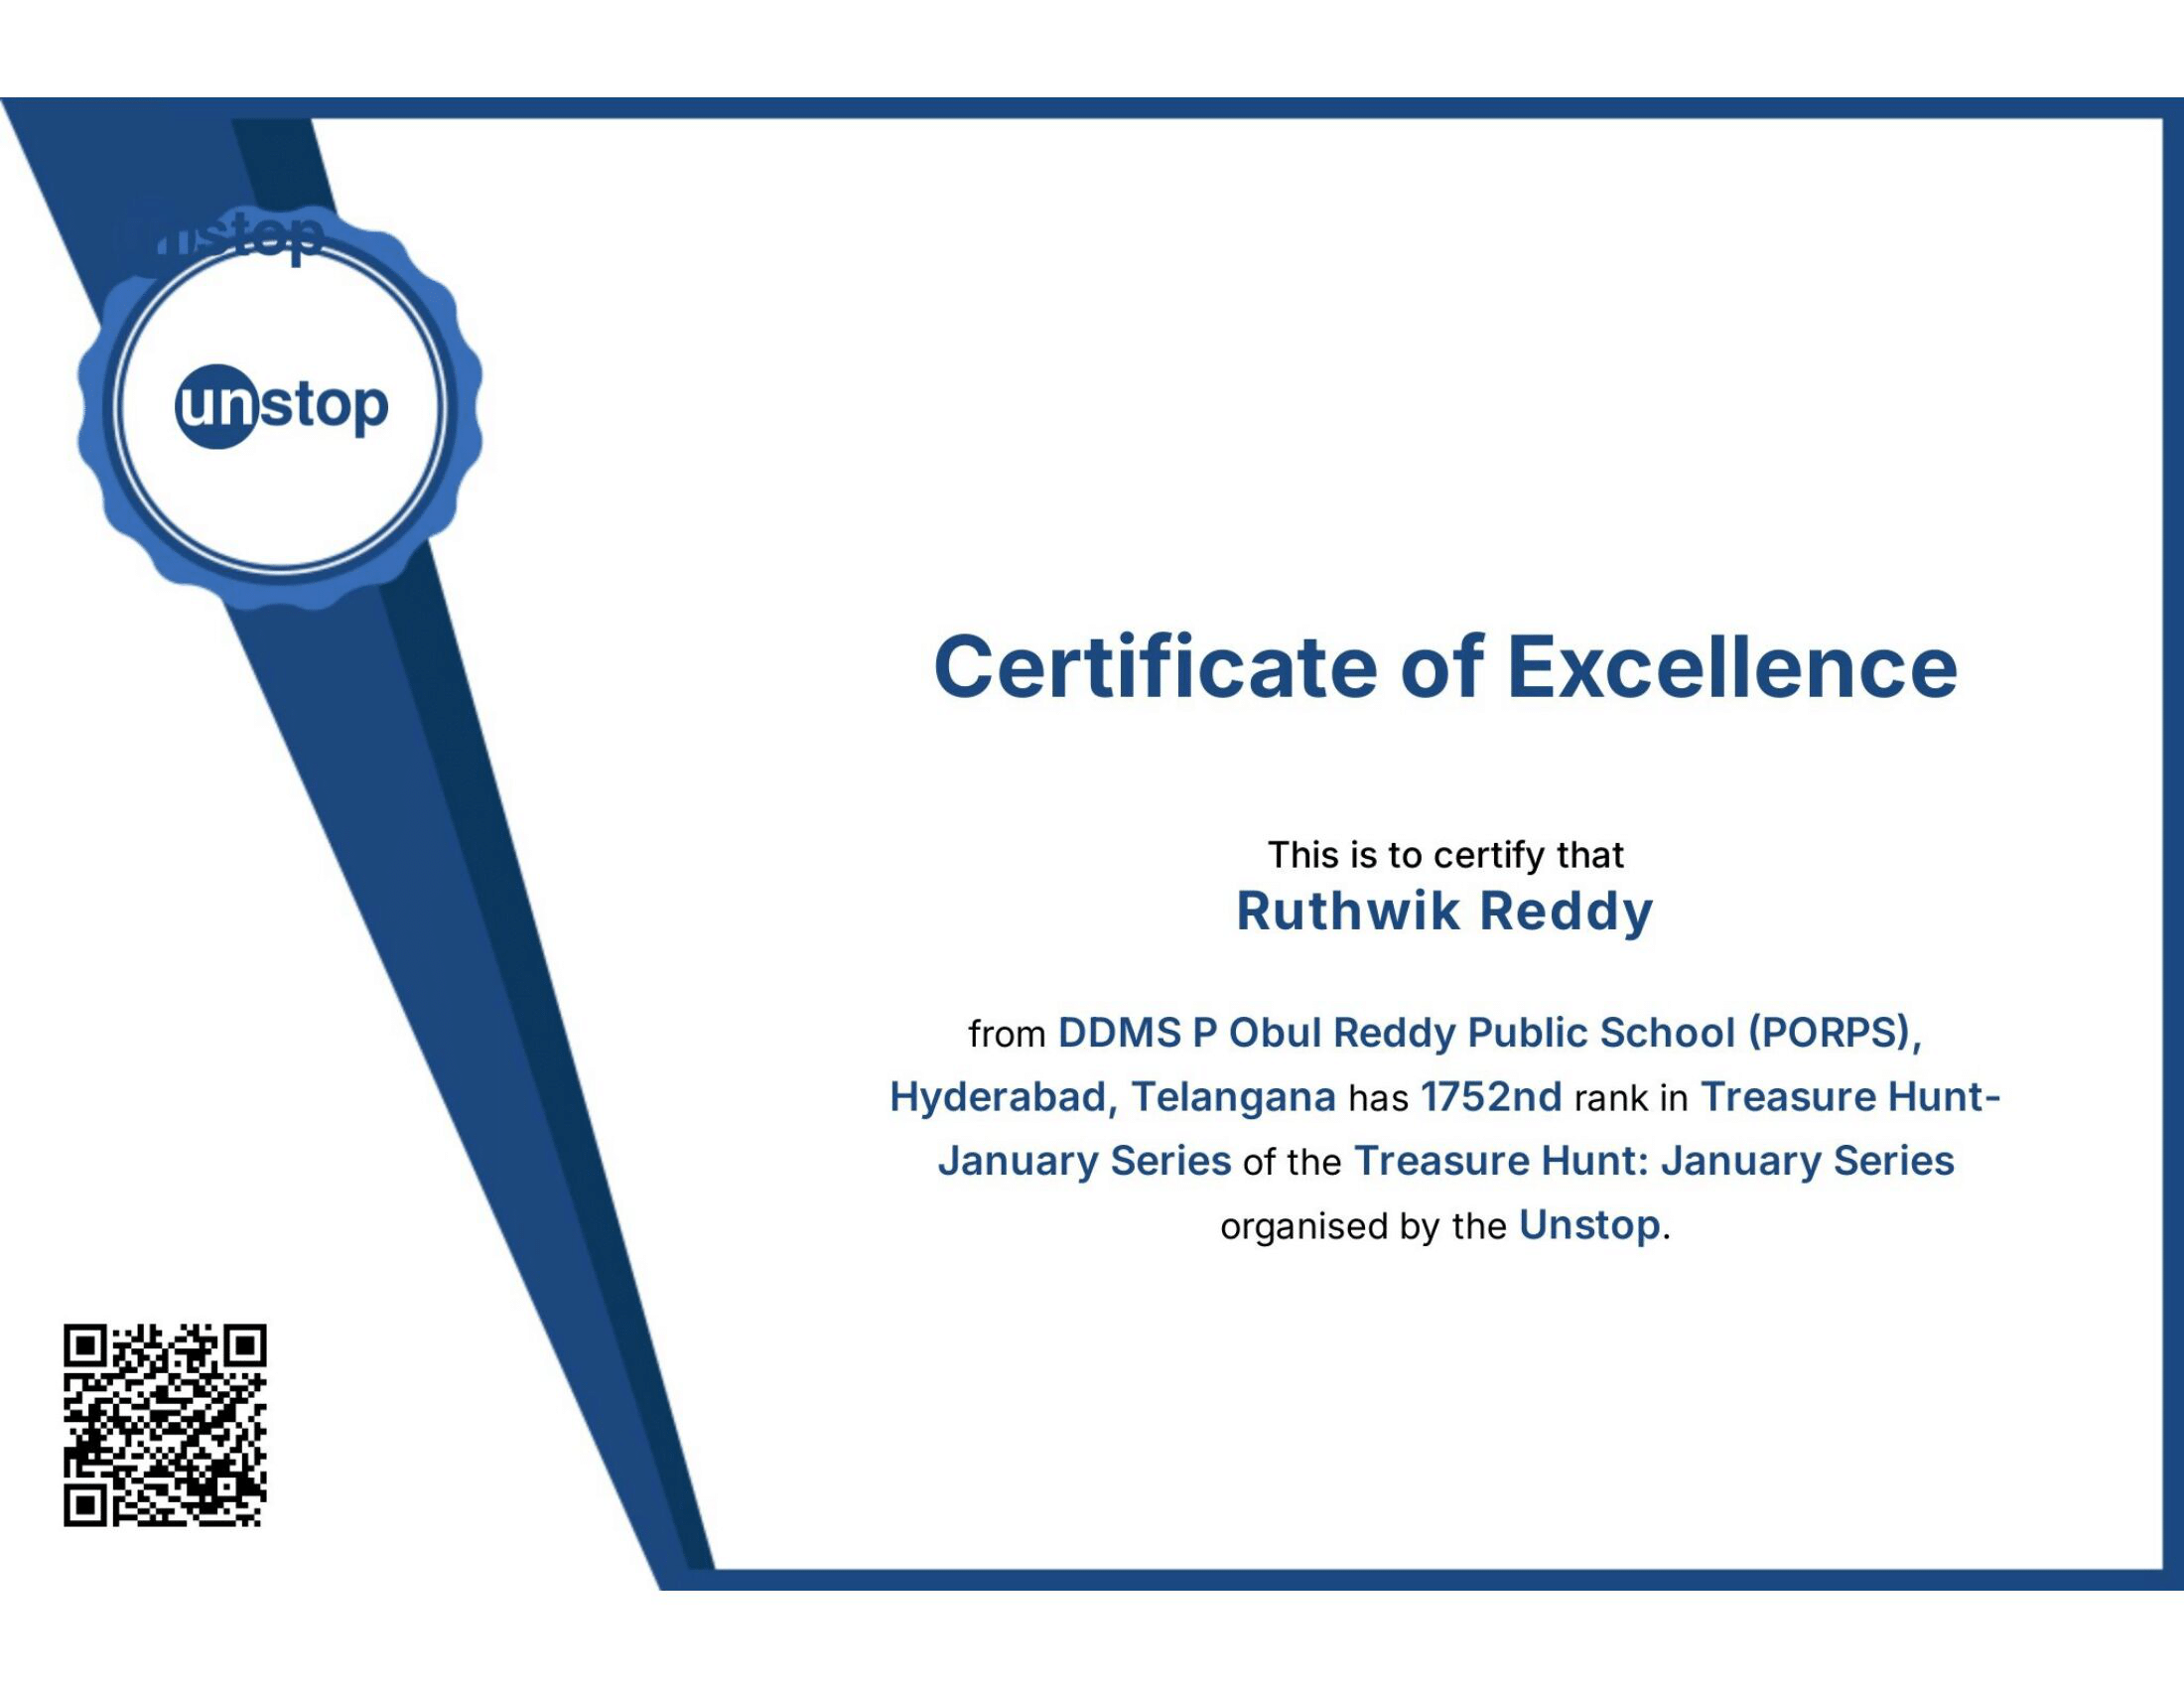 unstop
unstop
Certificate of Excellence
This is to certify that
Ruthwik Reddy
from DDMS P Obul Reddy Public School (PORPS),
Hyderabad, Telangana has 1752nd rank in Treasure Hunt-
January Series of the Treasure Hunt: January Series
organised by the Unstop.